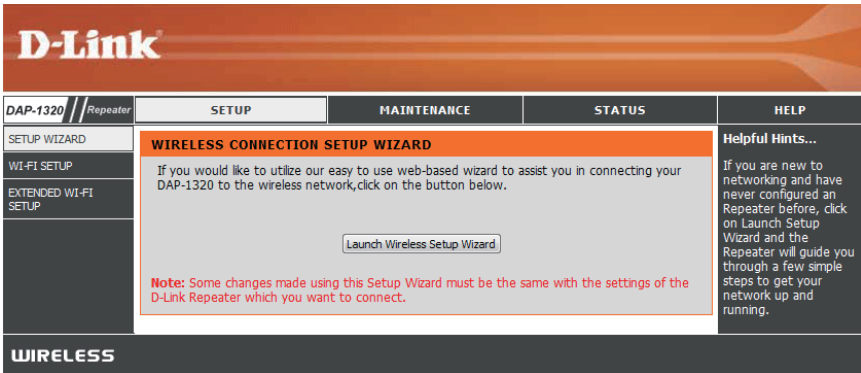 D-Link
DAP-1320 // Repeater
SETUP
MAINTENANCE
STATUS
HELP
SETUP WIZARD
WI-FI SETUP
EXTENDED WI-FI
SETUP
WIRELESS CONNECTION SETUP WIZARD
If you would like to utilize our easy to use web-based wizard to assist you in connecting your
DAP-1320 to the wireless network,click on the button below.
Launch Wireless Setup Wizard
Note: Some changes made using this Setup Wizard must be the same with the settings of the
D-Link Repeater which you want to connect.
Helpful Hints...
If you are new to
networking and have
never configured an
Repeater before, click
on Launch Setup
Wizard and the
Repeater will guide you
through a few simple
steps to get your
network up and
running.
WIRELESS